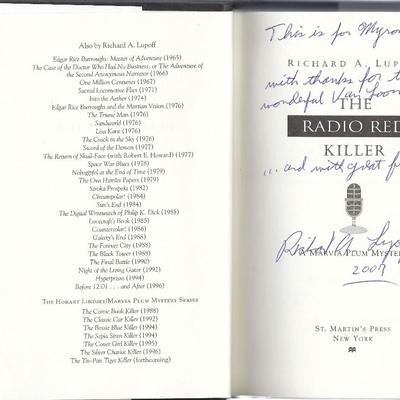 Also by Richard A. Lupoff
Edgar Rice Burroughs: Master of Adventure (1965)
The Case of the Doctor Who Had No Business, or The Adventure of
the Second Anonymous Narrator (1966)
One Million Centuries (1967)
Sacred Locomotive Flies (1971)
Into the Aether (1974)
Edgar Rice Burroughs and the Martian Vision (1976)
The Triune Man (1976)
Sandworld (1976)
Lisa Kane (1976)
The Crack in the Sky (1976)
Sword of the Demon (1977)
The Return of Skull-Face (with Robert E. Howard) (1977)
Space War Blues (1978)
Nebogipfel at the End of Time (1979)
The Ova Hamlet Papers (1979)
Stroka Prospekt (1982)
Circumpolar! (1984)
Sun's End (1984)
The Digital Wristwatch of Philip K. Dick (1985)
Lovecraft's Book (1985)
Countersolar! (1986)
Galaxy's End (1988)
The Forever City (1988)
The Black Tower (1988)
The Final Battle (1990)
Night of the Living Gator (1992)
Hyperprism (1994)
Before 12:01 . . . and After (1996)
THE HOBART LINDSEY/MARVIA PLUM MYSTERY SERIES
The Comic Book Killer (1988)
The Classic Car Killer (1992)
The Bessie Blue Killer (1994)
The Sepia Siren Killer (1994)
The Cover Girl Killer (1995)
The Silver Chariot Killer (1996)
The Tin-Pan Tiger Killer (forthcoming)
This is for Myron
RICHARD A. LUP
with thanks for t
wonderful Van Loon
THE
RADIO RED
KILLER
... and with great f
Richard A. Lupo
A MARVIA PLUM MYSTER
2007
ST. MARTIN'S PRESS
NEW YORK